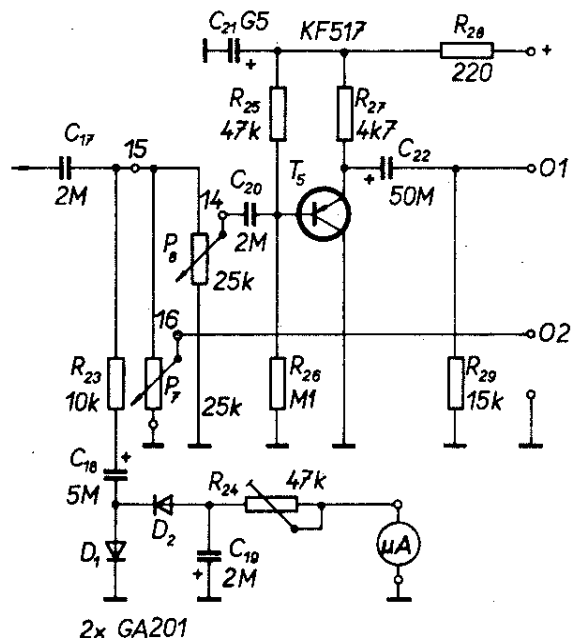 C21 G5
KF517
R28
+
220
+
R25
47k
R27
4k7
C17
15
2M
C20
14
T5
C22
+
50M
O1
2M
P8
25k
16
O2
R23
10k
P7
25k
R26
M1
R29
15k
C18
+
5M
R24
47k
D2
D1
C19
+
2M
µA
2x GA201